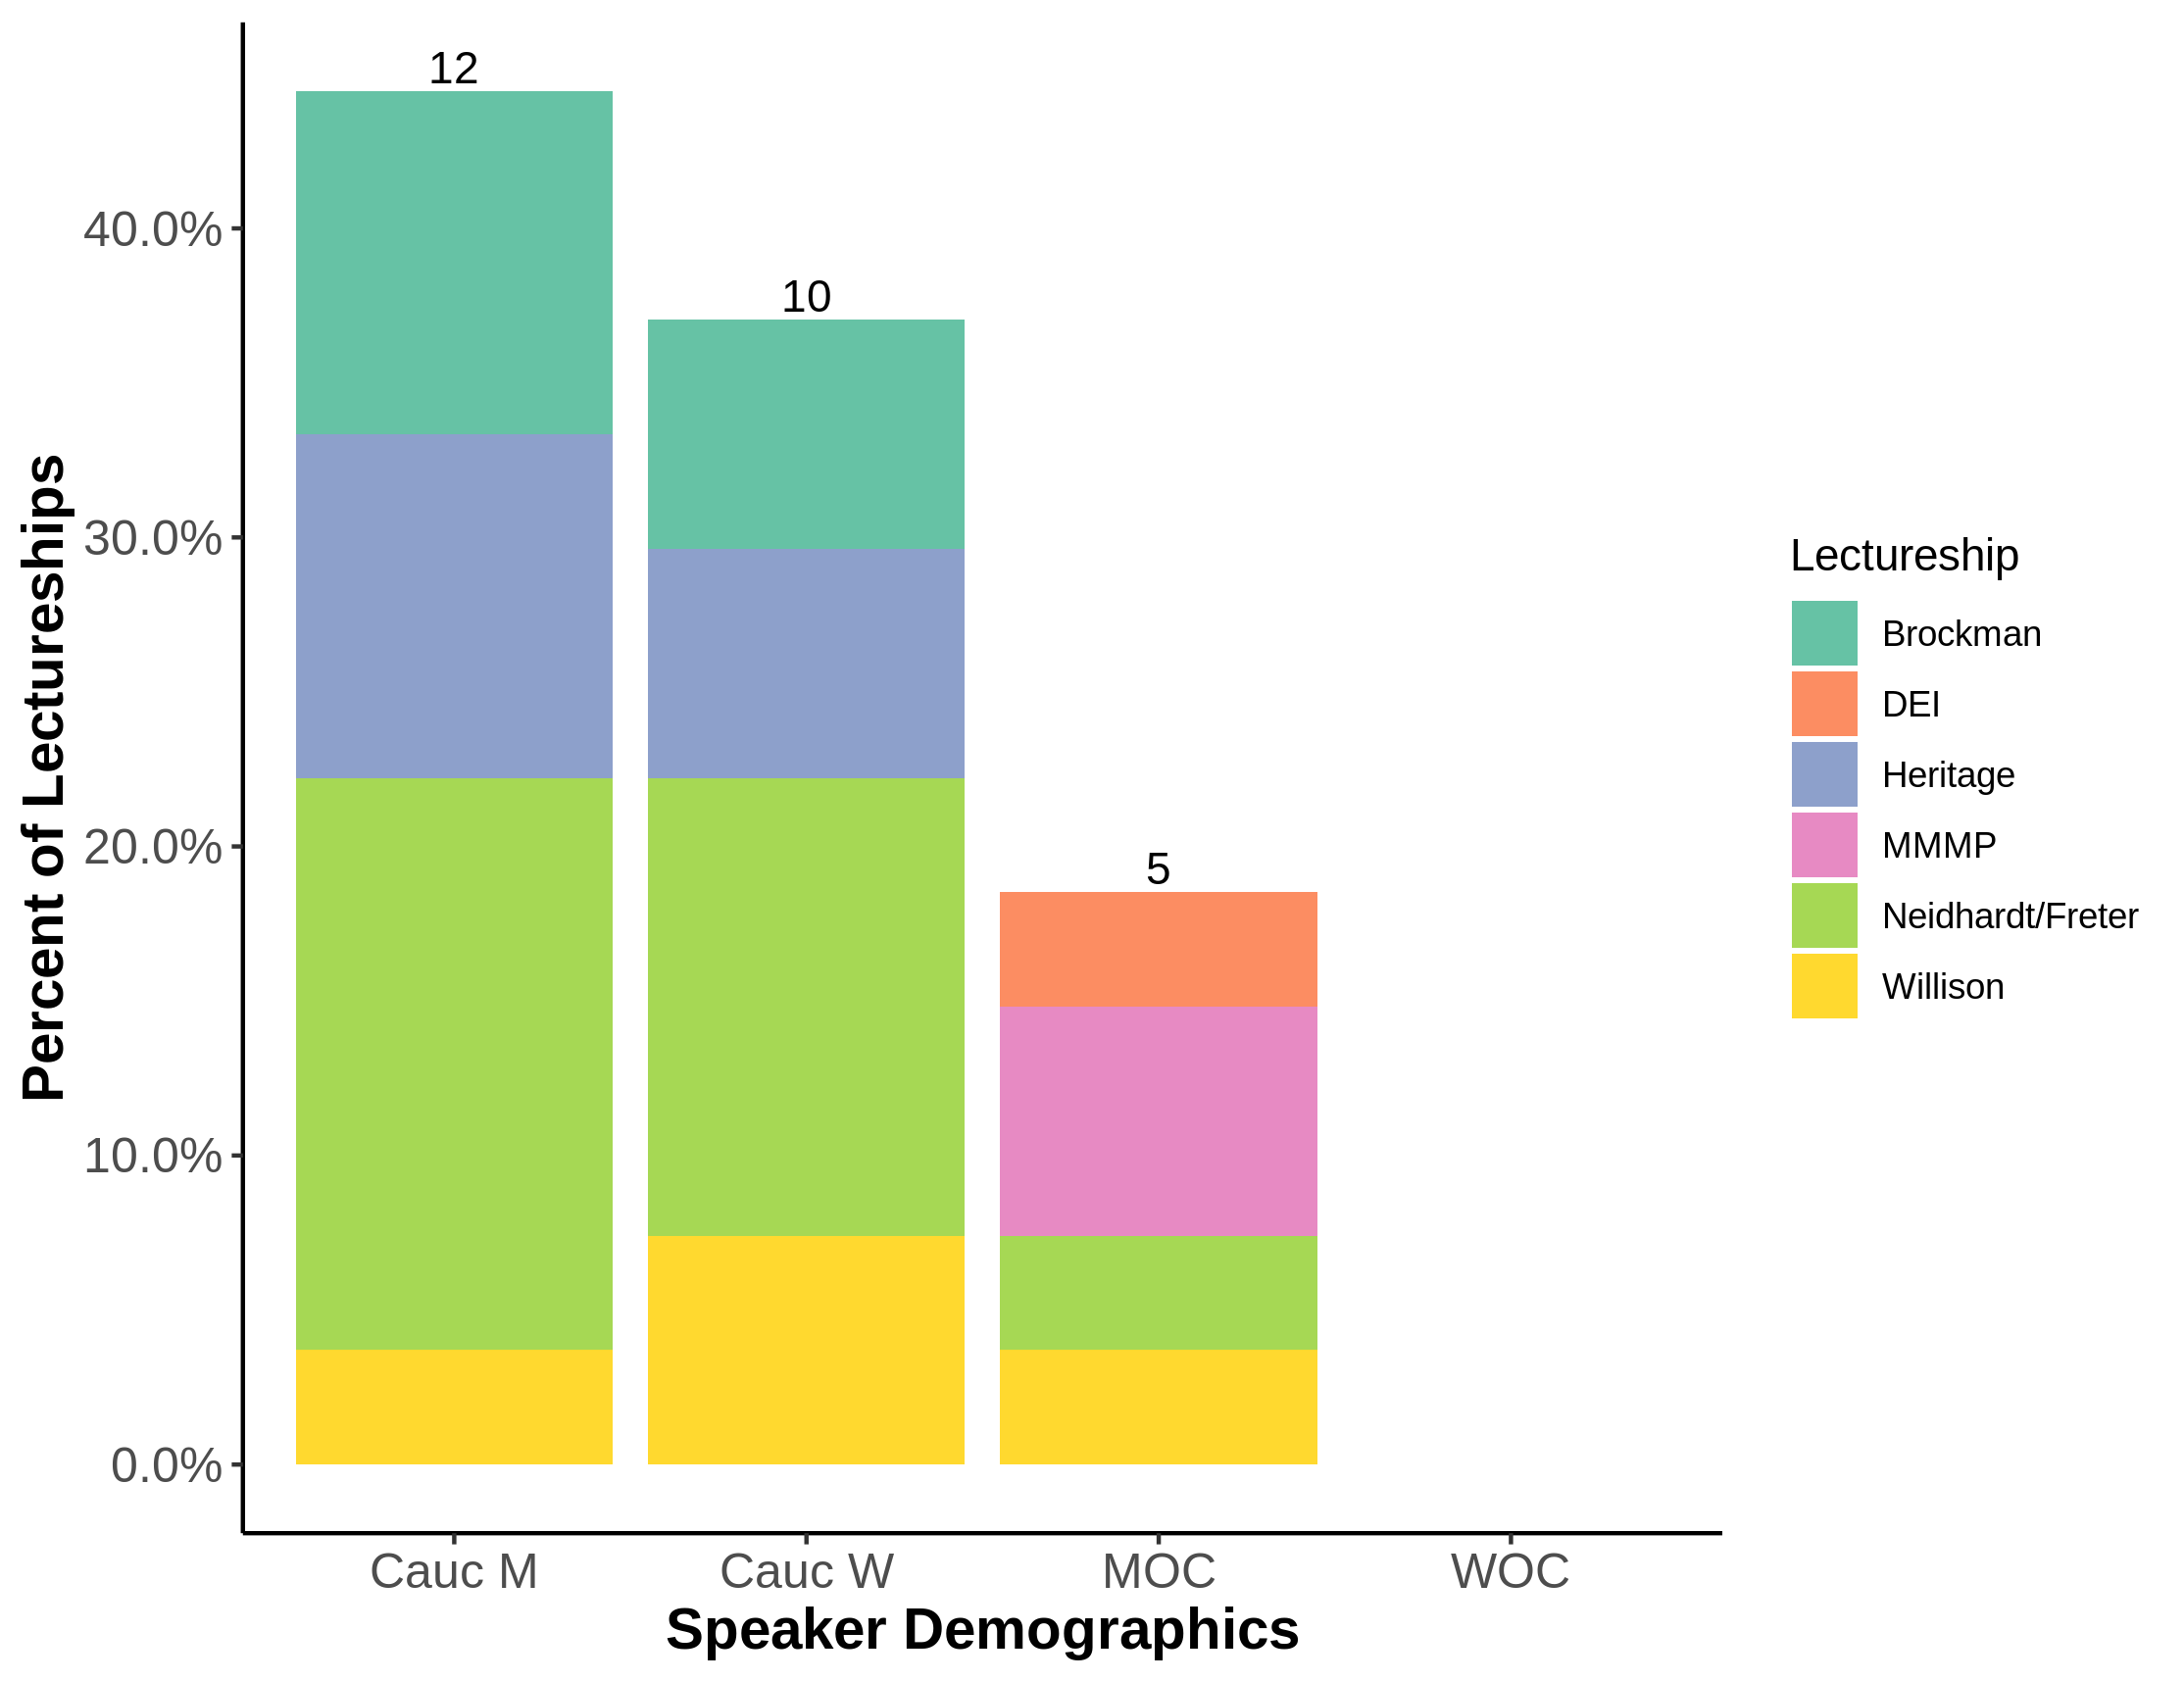 12
10
5
40.0%
30.0%
20.0%
10.0%
0.0%
Percent of Lectureships
Cauc M
Cauc W
MOC
WOC
Speaker Demographics
Lectureship
Brockman
DEI
Heritage
MMMP
Neidhardt/Freter
Willison